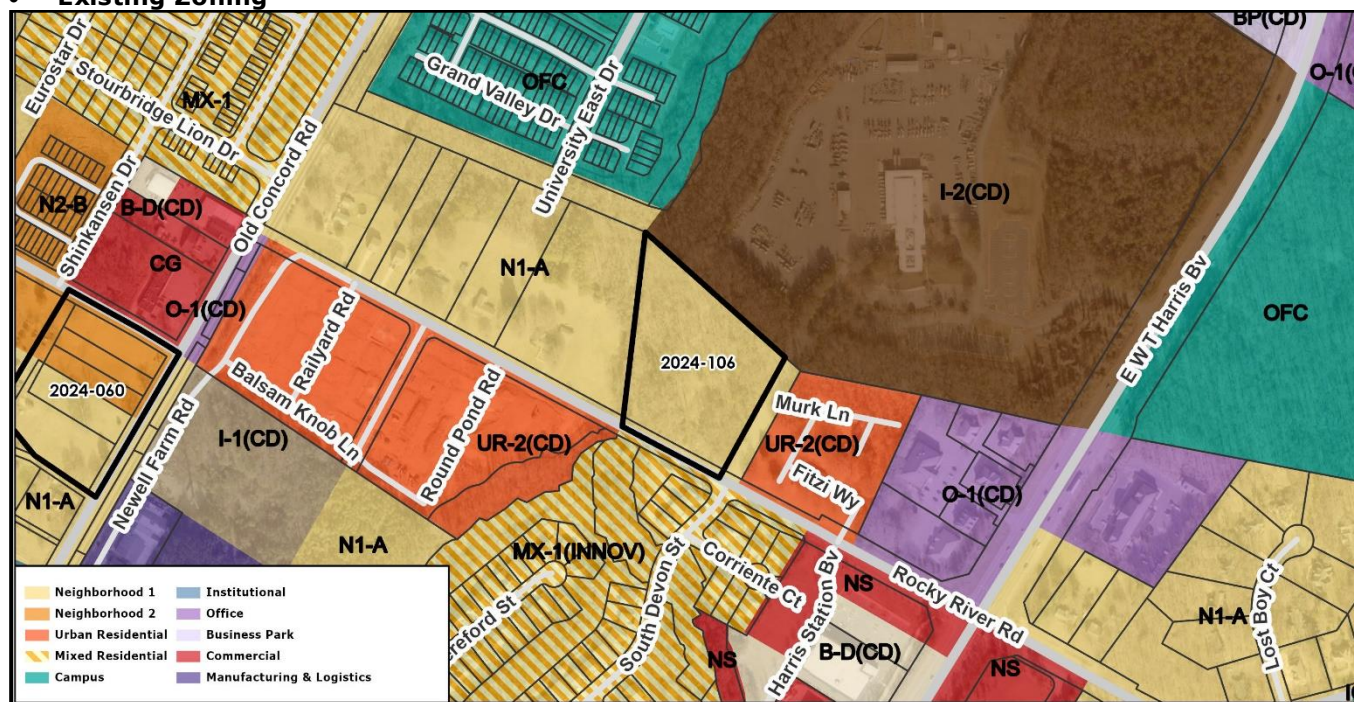 • Existing Zoning
BP(CD)
O-1(C
Eurostar Dr
Stourbridge Lion Dr
MX-1
OFC
Grand Valley Dr
University East Dr
Old Concord Rd
I-2(CD)
N2-B
Shinkansen Dr
B-D(CD)
CG
O-1(CD)
N1-A
E W T Harris Bv
OFC
2024-060
2024-106
Railyard Rd
Balsam Knob Ln
Round Pond Rd
UR-2(CD)
Murk Ln
UR-2(CD)
Fitzi Wy
O-1(CD)
I-1(CD)
Newell Farm Rd
N1-A
N1-A
MX-1(INNOV)
Corriente Ct
South Devon St
ereford St
NS
Rocky River Rd
Harris Station Bv
B-D(CD)
NS
NS
N1-A
Lost Boy Ct
Neighborhood 1
Neighborhood 2
Urban Residential
Mixed Residential
Campus
Institutional
Office
Business Park
Commercial
Manufacturing & Logistics